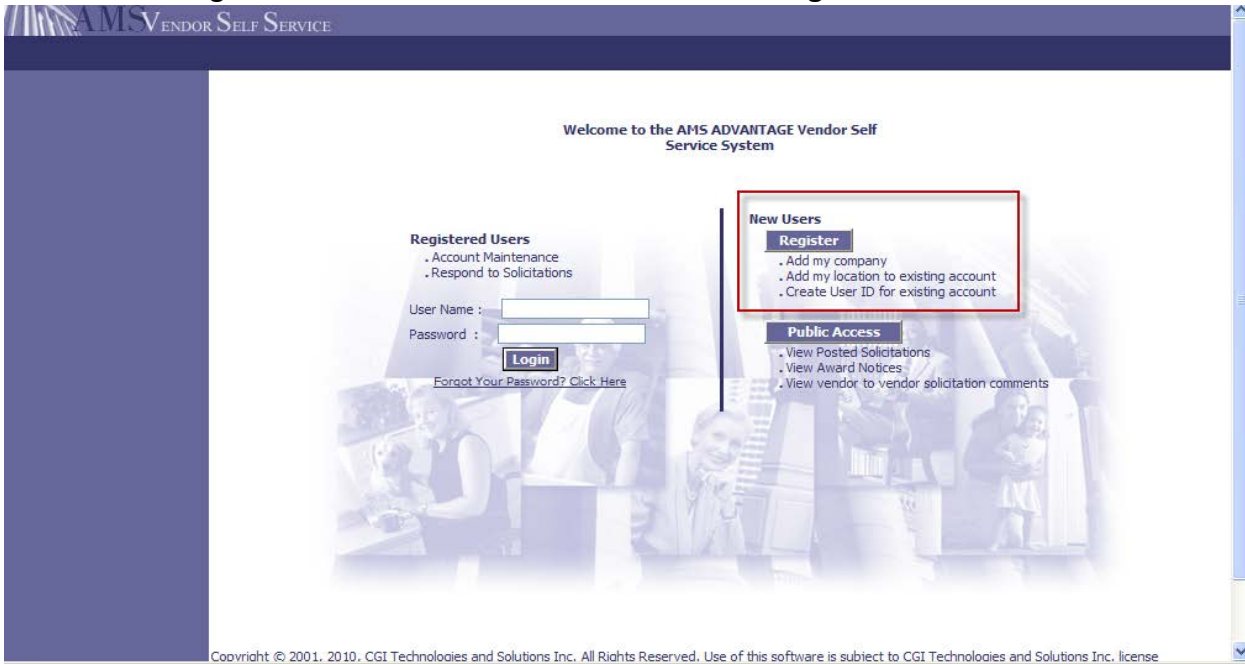 AMS VENDOR SELF SERVICE
Welcome to the AMS ADVANTAGE Vendor Self
Service System
Registered Users
. Account Maintenance
. Respond to Solicitations
User Name :
Password :
Login
Forgot Your Password? Click Here
New Users
Register
. Add my company
. Add my location to existing account
. Create User ID for existing account
Public Access
. View Posted Solicitations
. View Award Notices
. View vendor to vendor solicitation comments
Copyright © 2001, 2010, CGI Technologies and Solutions Inc. All Rights Reserved. Use of this software is subject to CGI Technologies and Solutions Inc. license